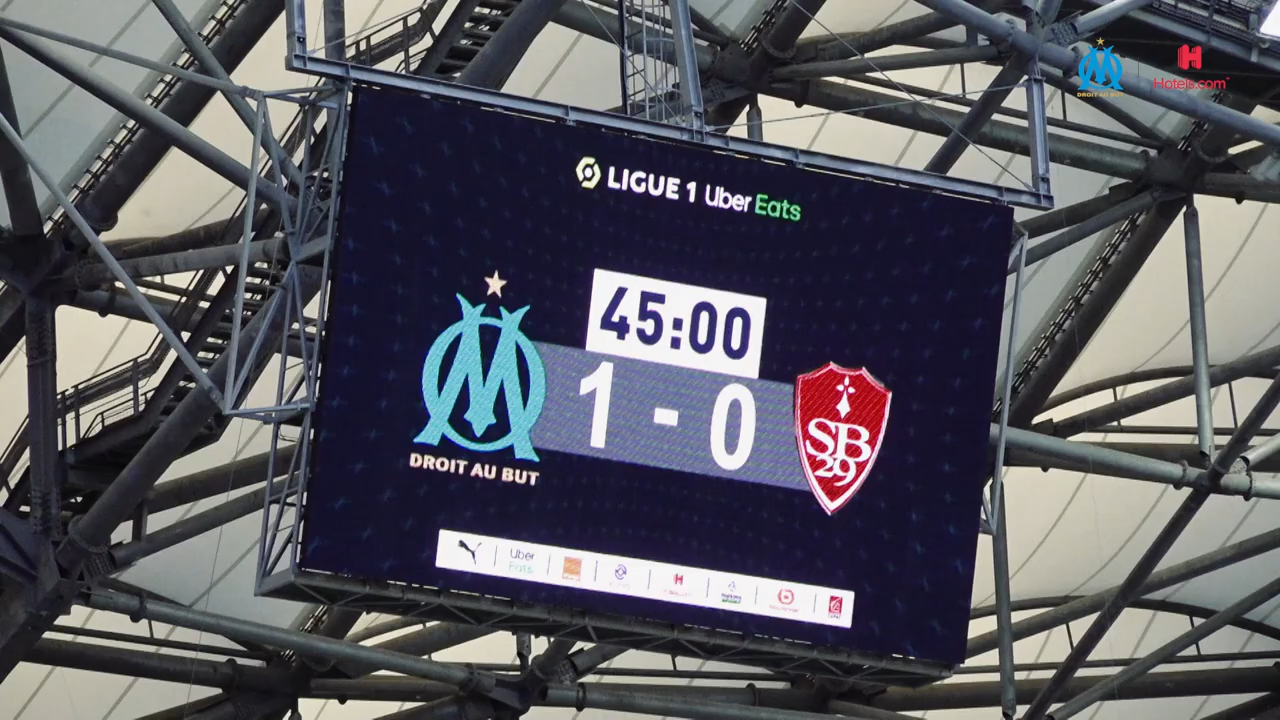 DROIT AU BUT
Hotels.com
LIGUE 1 Uber Eats
45:00
1 - 0
DROIT AU BUT
SB
29
Uber
Eats